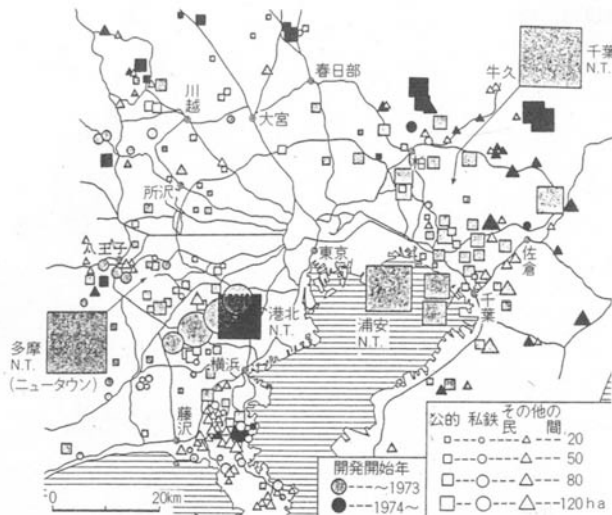 千葉
N.T.
牛久
春日部
川越
大宮
柏
所沢
八王子
東京
佐倉
千葉
浦安
N.T.
港北
N.T.
多摩
N.T.
(ニュータウン)
横浜
藤沢
0 20km
開発開始年
〜1973
1974〜
公的 私鉄 その他の民間
20
50
80
120ha